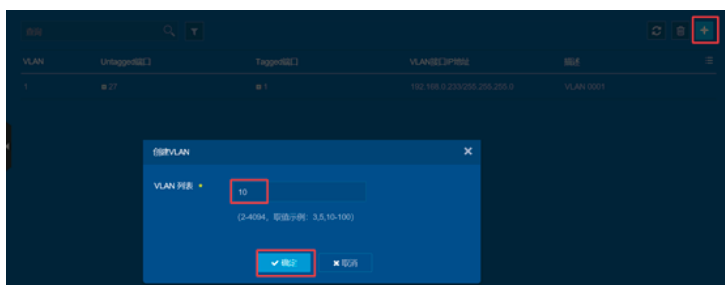 查询
VLAN Untagged端口 Tagged端口 VLAN接口IP地址 描述
1 27 1 192.168.0.233/255.255.255.0 VLAN 0001
创建VLAN
VLAN 列表
10
(2-4094，取值示例：3,5,10-100)
确定 取消